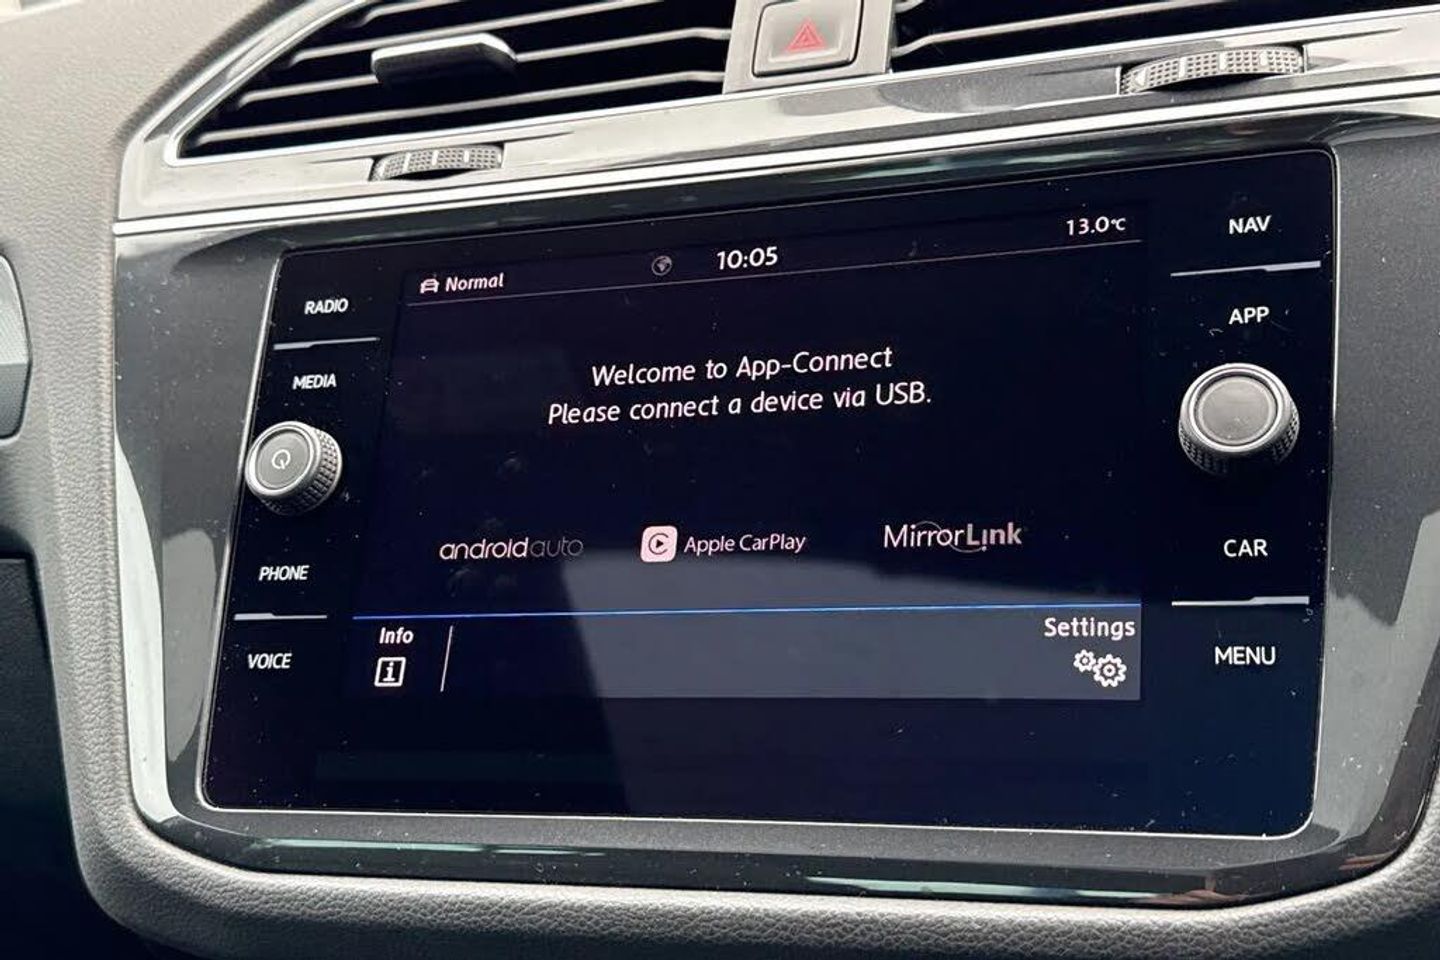 Normal
10:05
13.0°C
RADIO
MEDIA
PHONE
VOICE
Welcome to App-Connect
Please connect a device via USB.
androidauto
Apple CarPlay
MirrorLink
Info
Settings
NAV
APP
CAR
MENU